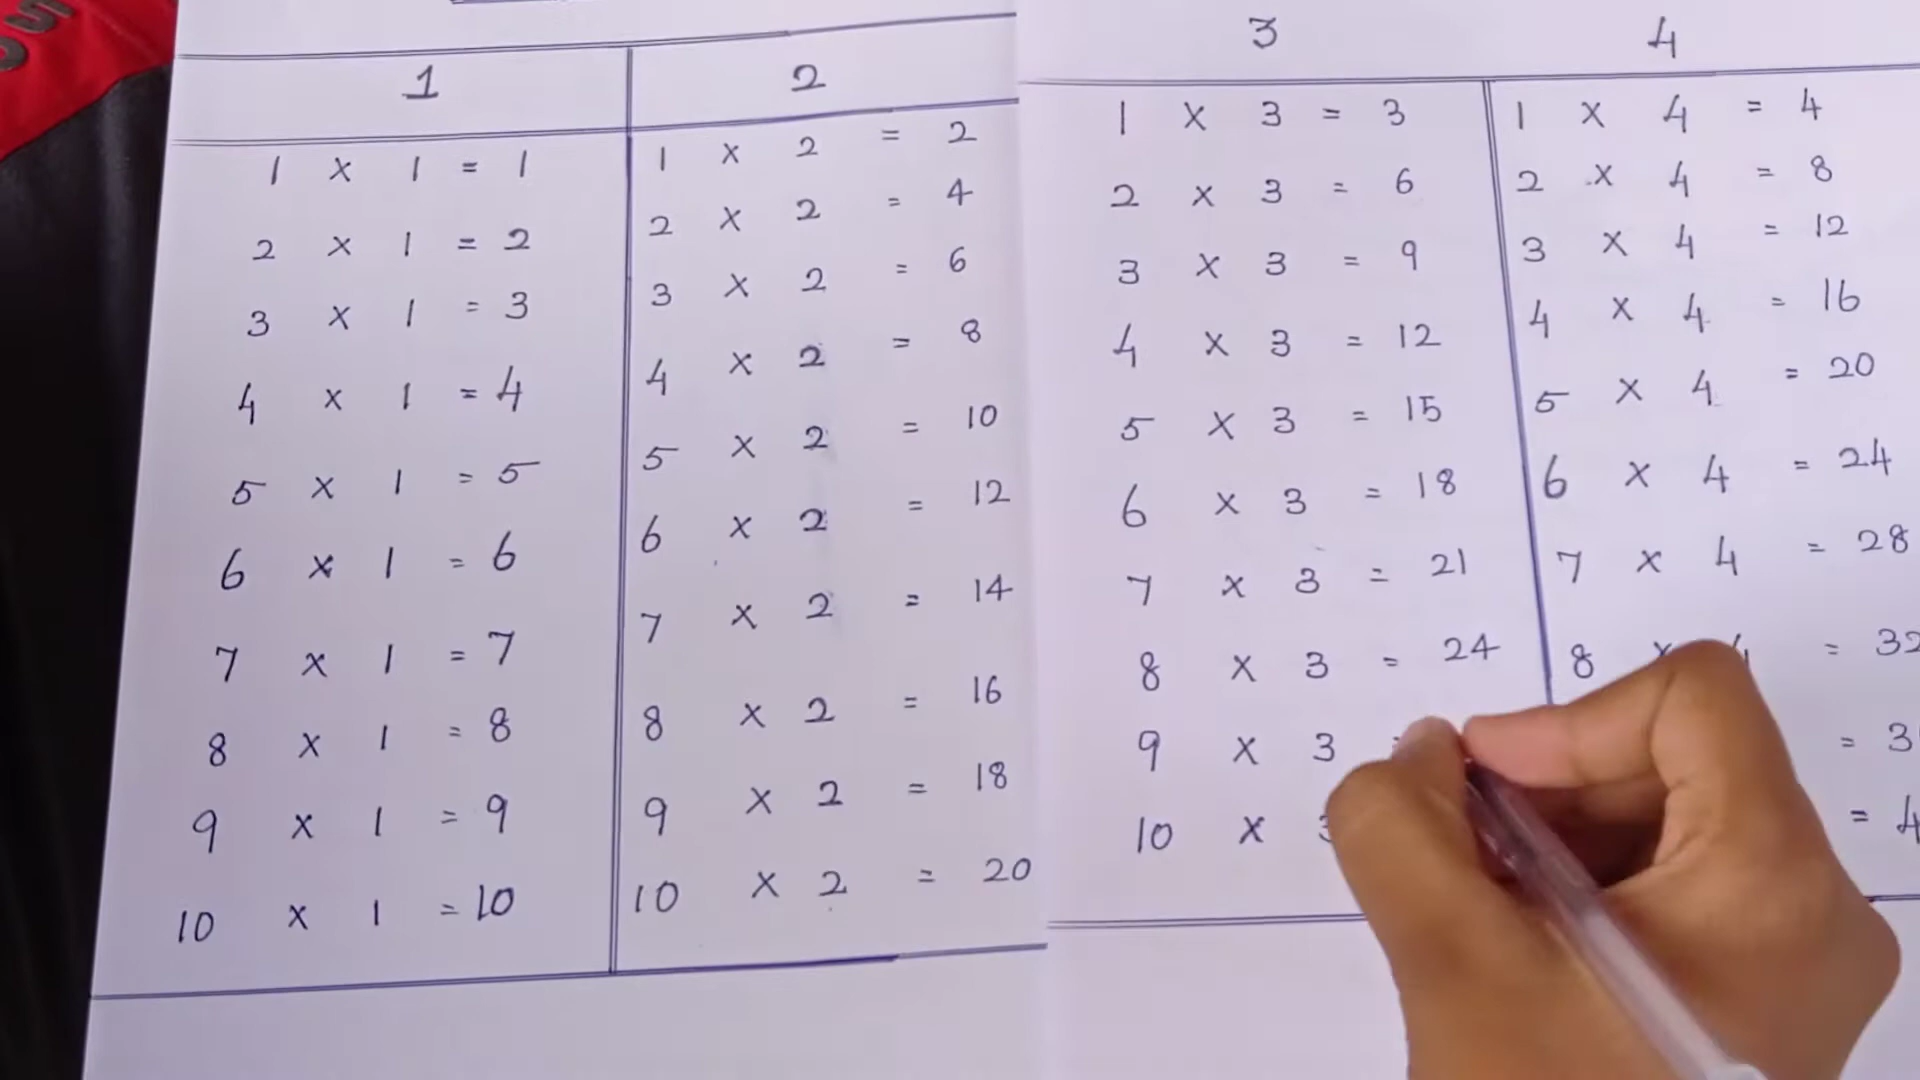 1
1 x 1 = 1
2 x 1 = 2
3 x 1 = 3
4 x 1 = 4
5 x 1 = 5
6 x 1 = 6
7 x 1 = 7
8 x 1 = 8
9 x 1 = 9
10 x 1 = 10
2
1 x 2 = 2
2 x 2 = 4
3 x 2 = 6
4 x 2 = 8
5 x 2 = 10
6 x 2 = 12
7 x 2 = 14
8 x 2 = 16
9 x 2 = 18
10 x 2 = 20
3
1 x 3 = 3
2 x 3 = 6
3 x 3 = 9
4 x 3 = 12
5 x 3 = 15
6 x 3 = 18
7 x 3 = 21
8 x 3 = 24
9 x 3
10 x
4
1 x 4 = 4
2 x 4 = 8
3 x 4 = 12
4 x 4 = 16
5 x 4 = 20
6 x 4 = 24
7 x 4 = 28
8 x 4 = 32
= 3
= 4